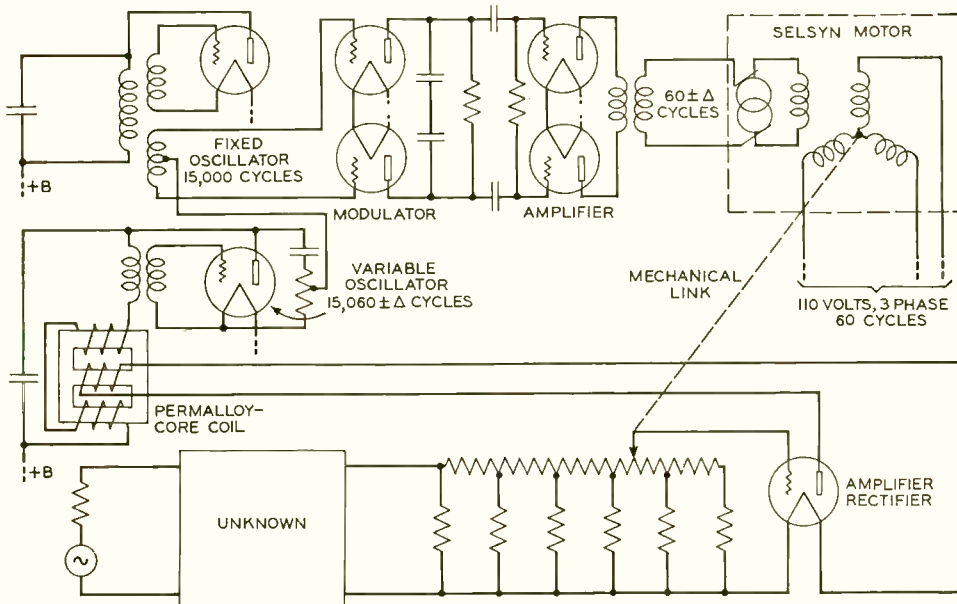 SELSYN MOTOR
60±Δ
CYCLES
FIXED
OSCILLATOR
15,000 CYCLES
+B
MODULATOR
AMPLIFIER
VARIABLE
OSCILLATOR
15,060±Δ CYCLES
MECHANICAL
LINK
110 VOLTS, 3 PHASE
60 CYCLES
PERMALLOY-
CORE COIL
+B
UNKNOWN
AMPLIFIER
RECTIFIER